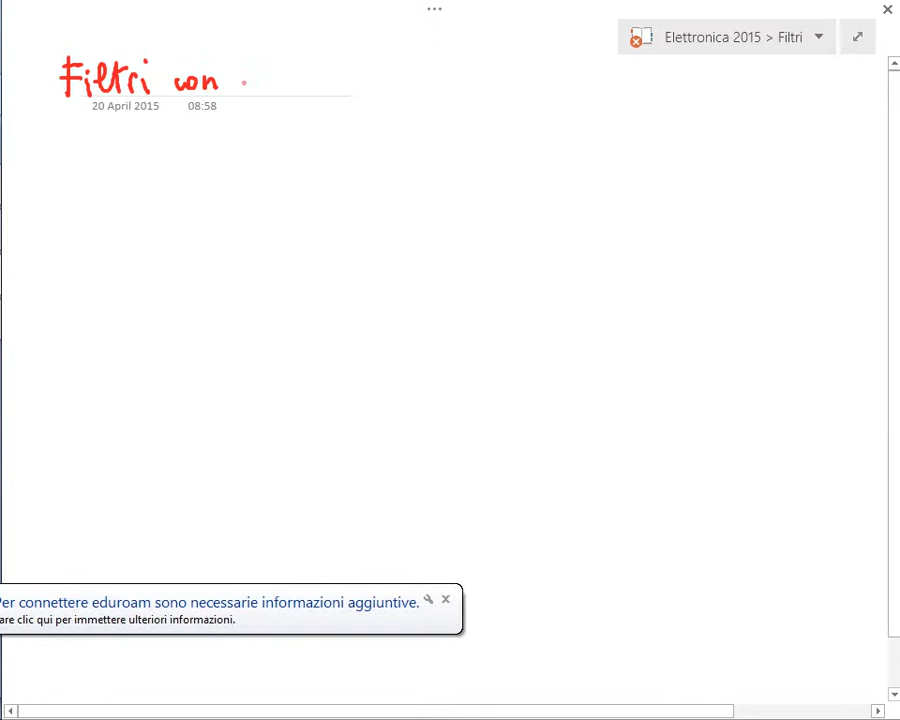 Elettronica 2015 > Filtri
Filtri con
20 April 2015 08:58
Per connettere eduroam sono necessarie informazioni aggiuntive.
are clic qui per immettere ulteriori informazioni.